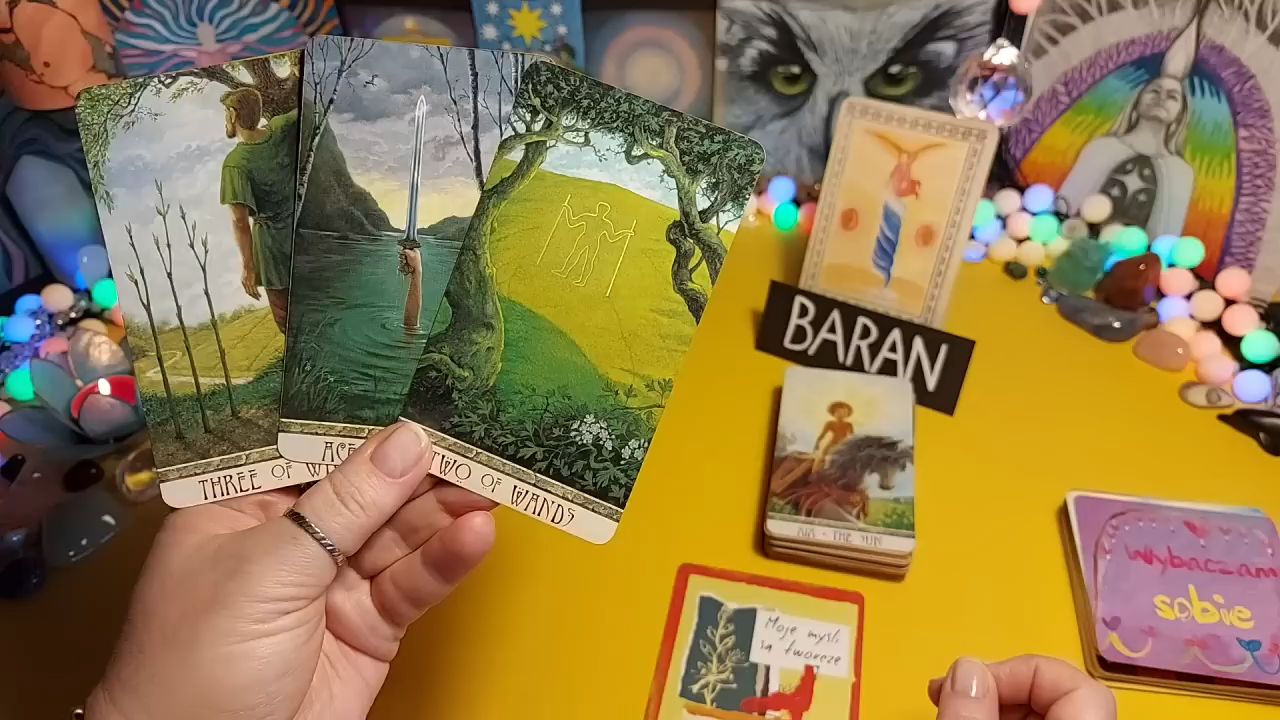 THREE OF
ACE
TWO OF WANDS
BARAN
XIX - THE SUN
Wybaczam
sobie
Moje myśli
są twórcze